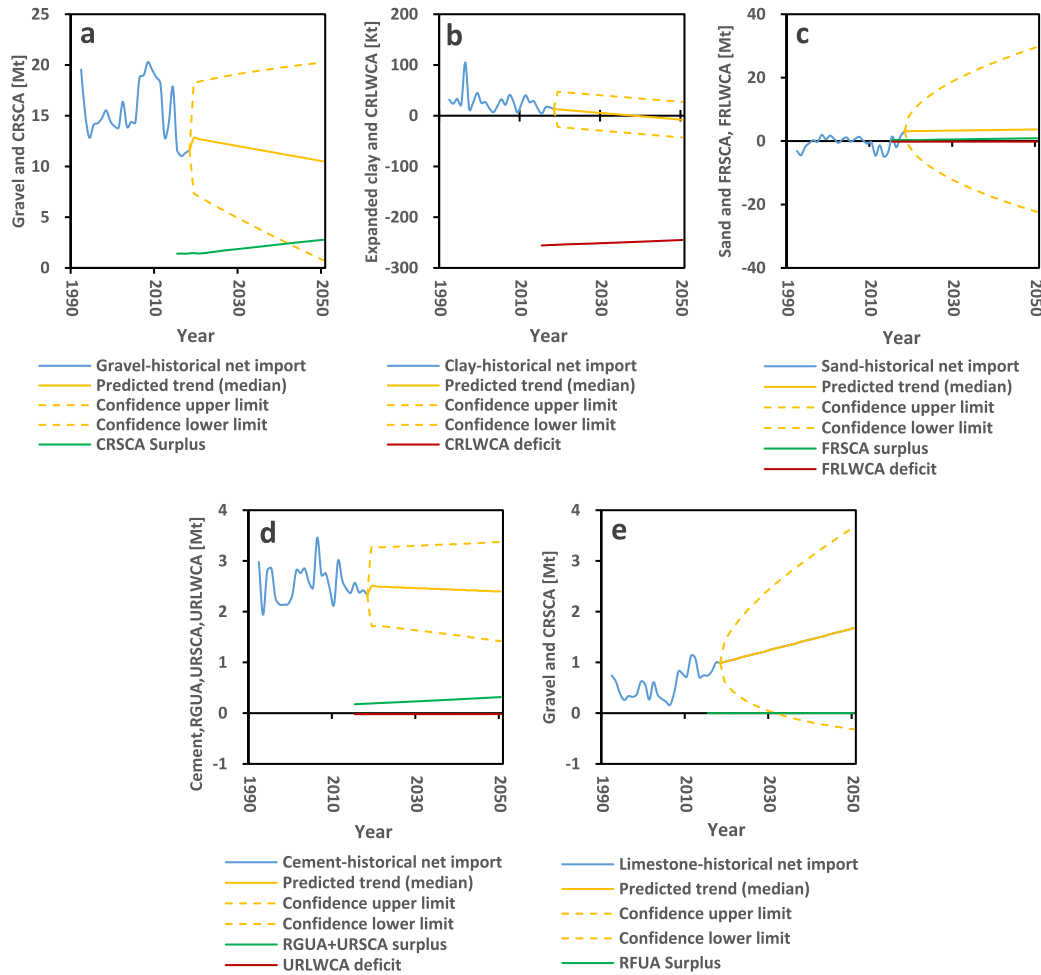 a
Gravel and CRSCA [Mt]
25
20
15
10
5
0
1990
2010
2030
2050
Year
Gravel-historical net import
Predicted trend (median)
Confidence upper limit
Confidence lower limit
CRSCA Surplus
b
Expanded clay and CRLWCA [Kt]
200
100
0
-100
-200
-300
1990
2010
2030
2050
Year
Clay-historical net import
Predicted trend (median)
Confidence upper limit
Confidence lower limit
CRLWCA deficit
c
Sand and FRSCA, FRLWCA [Mt]
40
20
0
-20
-40
1990
2010
2030
2050
Year
Sand-historical net import
Predicted trend (median)
Confidence upper limit
Confidence lower limit
FRSCA surplus
FRLWCA deficit
d
Cement,RGUA,URSCA,URLWCA [Mt]
4
3
2
1
0
-1
1990
2010
2030
2050
Year
Cement-historical net import
Predicted trend (median)
Confidence upper limit
Confidence lower limit
RGUA+URSCA surplus
URLWCA deficit
e
Gravel and CRSCA [Mt]
4
3
2
1
0
-1
1990
2010
2030
2050
Year
Limestone-historical net import
Predicted trend (median)
Confidence upper limit
Confidence lower limit
RFUA Surplus